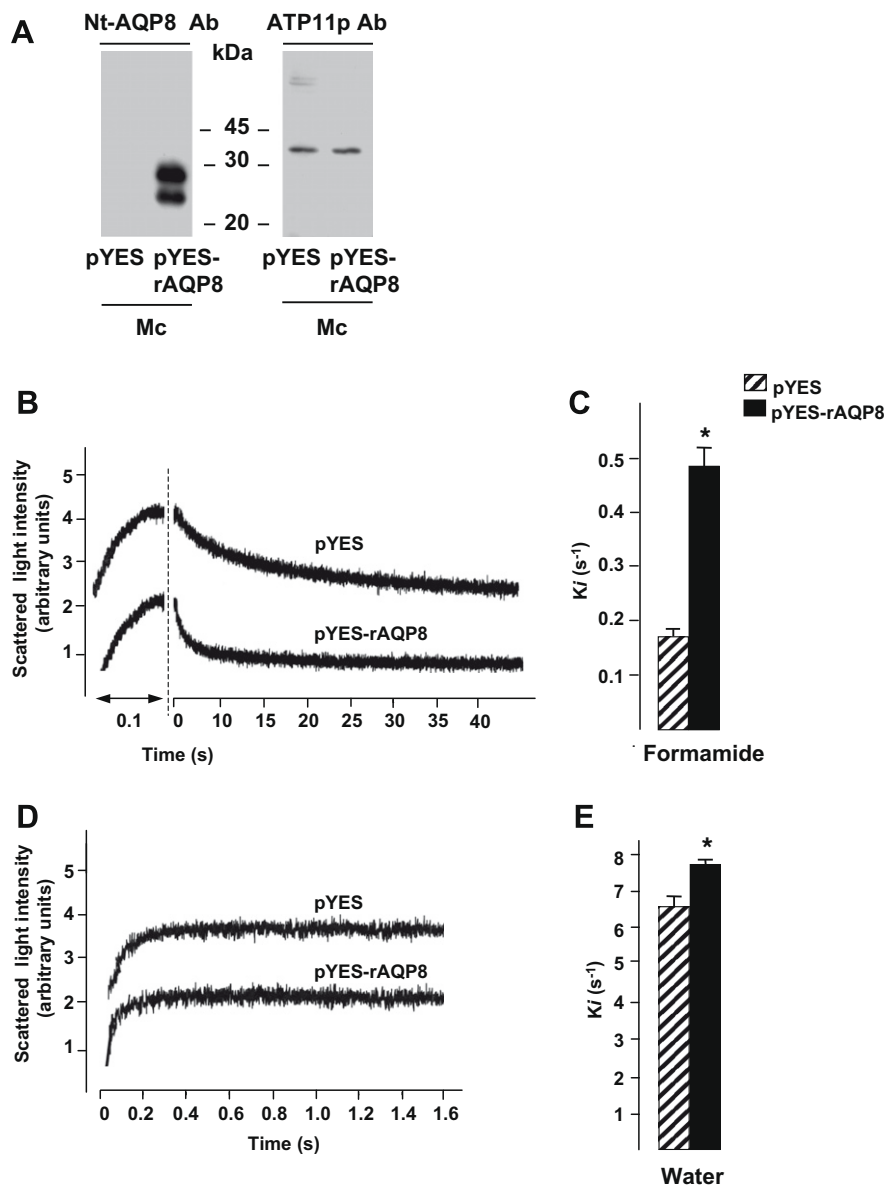 A
Nt-AQP8 Ab
ATP11p Ab
kDa
– 45 –
– 30 –
– 20 –
pYES pYES-
rAQP8
pYES pYES-
rAQP8
Mc
Mc
B
Scattered light intensity
(arbitrary units)
5
4
3
2
1
pYES
pYES-rAQP8
0.1
0 10 15 20 25 30 35 40
Time (s)
C
pYES
pYES-rAQP8
*
Ki (s-1)
0.5
0.4
0.3
0.2
0.1
Formamide
D
Scattered light intensity
(arbitrary units)
5
4
3
2
1
pYES
pYES-rAQP8
0 0.2 0.4 0.6 0.8 1.0 1.2 1.4 1.6
Time (s)
E
*
Ki (s-1)
8
7
6
5
4
3
2
1
Water